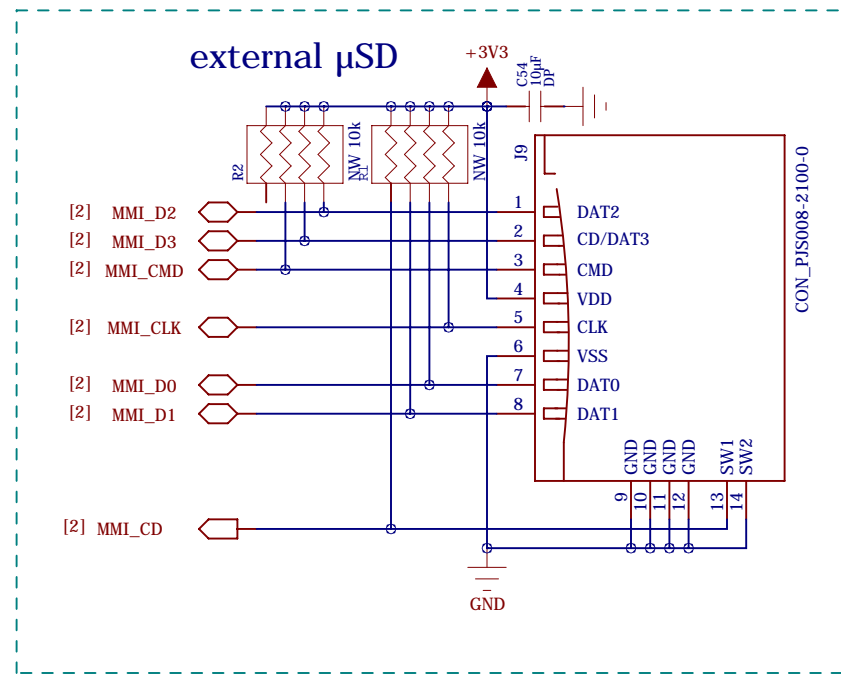 external µSD
+3V3
C54
10µF
DP
R2
NW 10k
R1
NW 10k
J9
CON_PJS008-2100-0
[2] MMI_D2
1 DAT2
[2] MMI_D3
2 CD/DAT3
[2] MMI_CMD
3 CMD
4 VDD
[2] MMI_CLK
5 CLK
6 VSS
[2] MMI_D0
7 DAT0
[2] MMI_D1
8 DAT1
GND
GND
GND
GND
SW1
SW2
9
10
11
12
13
14
[2] MMI_CD
GND